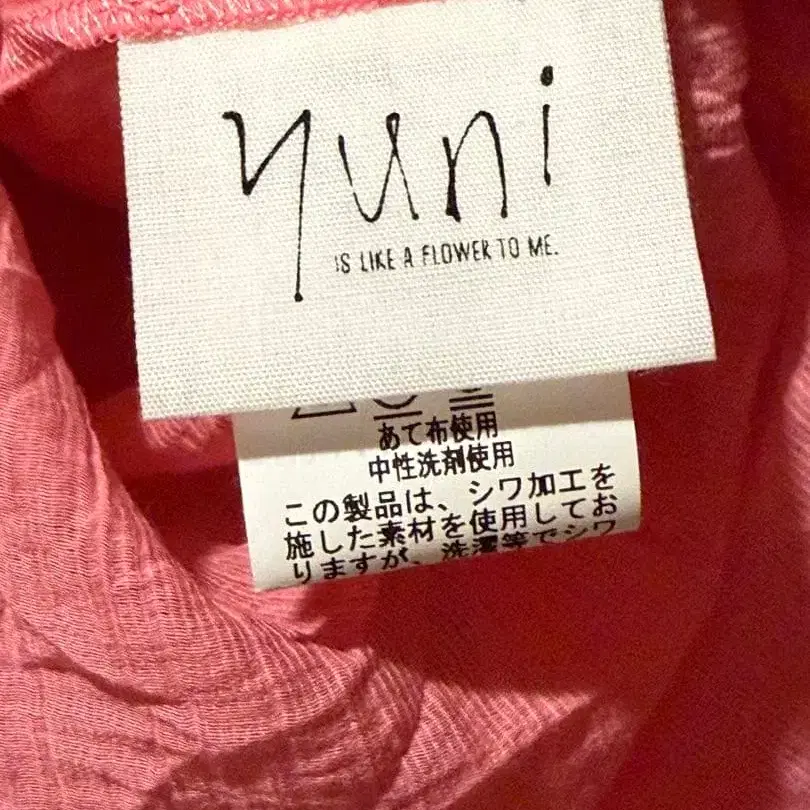 yuni
IS LIKE A FLOWER TO ME.
あて布使用
中性洗剤使用
この製品は、シワ加工を
施した素材を使用してお
りますが、洗濯等でシワ